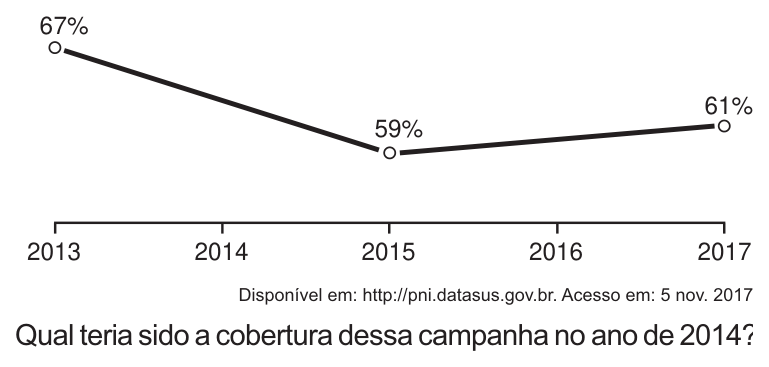 67%
59%
61%
2013 2014 2015 2016 2017
Disponível em: http://pni.datasus.gov.br. Acesso em: 5 nov. 2017
Qual teria sido a cobertura dessa campanha no ano de 2014?